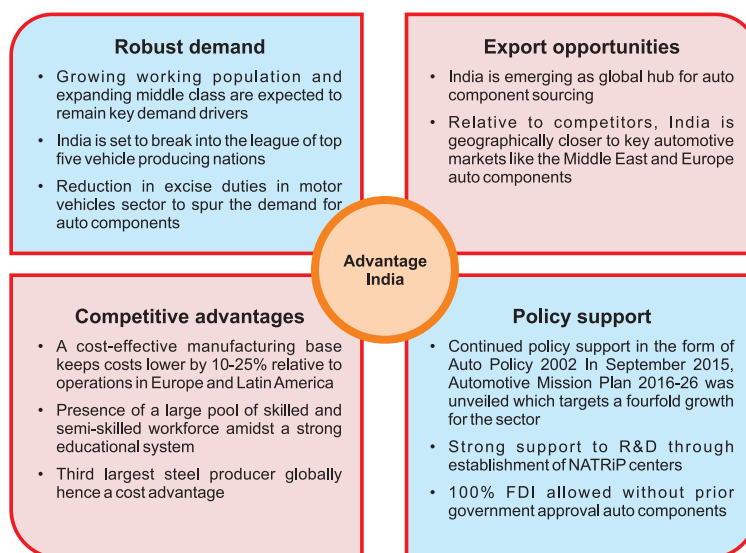 Robust demand
• Growing working population and
expanding middle class are expected to
remain key demand drivers
• India is set to break into the league of top
five vehicle producing nations
• Reduction in excise duties in motor
vehicles sector to spur the demand for
auto components
Export opportunities
• India is emerging as global hub for auto
component sourcing
• Relative to competitors, India is
geographically closer to key automotive
markets like the Middle East and Europe
auto components
Advantage
India
Competitive advantages
• A cost-effective manufacturing base
keeps costs lower by 10-25% relative to
operations in Europe and Latin America
• Presence of a large pool of skilled and
semi-skilled workforce amidst a strong
educational system
• Third largest steel producer globally
hence a cost advantage
Policy support
• Continued policy support in the form of
Auto Policy 2002 In September 2015,
Automotive Mission Plan 2016-26 was
unveiled which targets a fourfold growth
for the sector
• Strong support to R&D through
establishment of NATRiP centers
• 100% FDI allowed without prior
government approval auto components